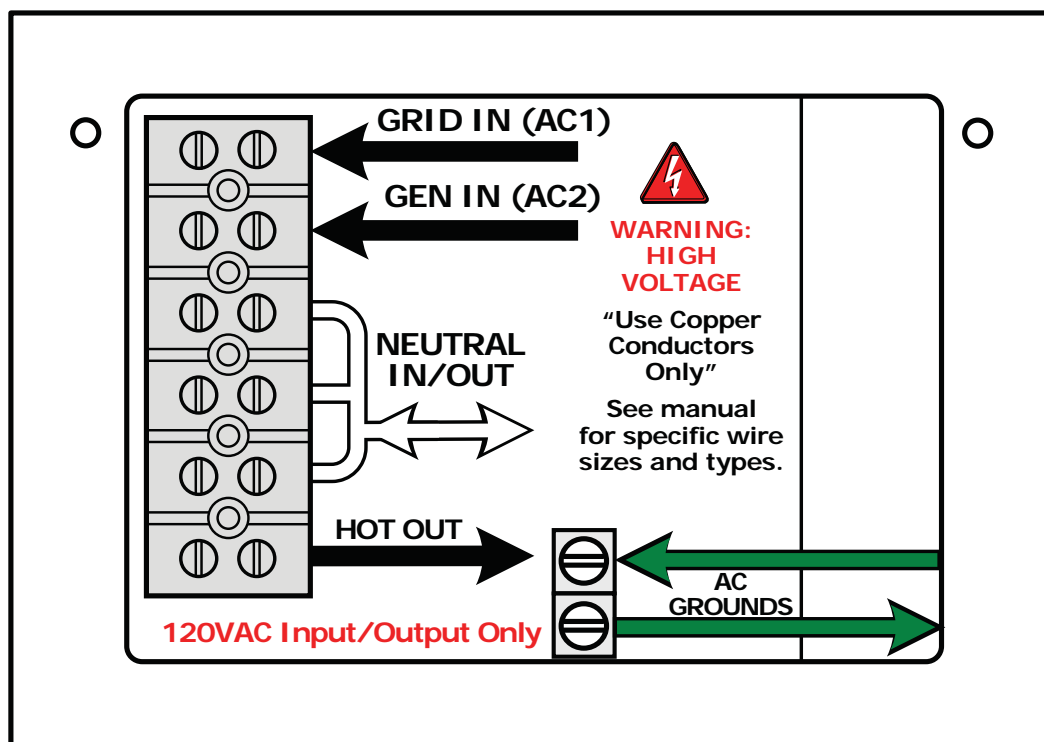 GRID IN (AC1)
GEN IN (AC2)
WARNING:
HIGH
VOLTAGE
“Use Copper
Conductors
Only”
See manual
for specific wire
sizes and types.
NEUTRAL
IN/OUT
HOT OUT
AC
GROUNDS
120VAC Input/Output Only